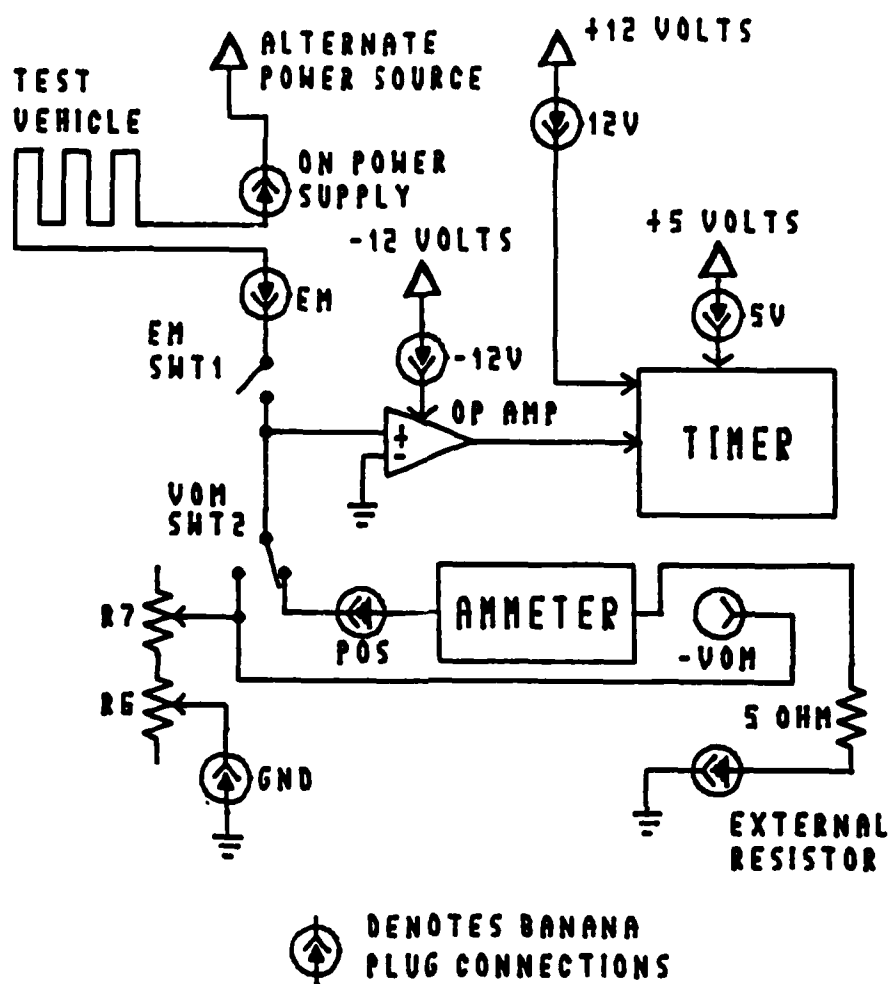 ALTERNATE
POWER SOURCE
+12 VOLTS
TEST
VEHICLE
12V
ON POWER
SUPPLY
-12 VOLTS
+5 VOLTS
EM
5V
EM
SWT1
-12V
OP AMP
TIMER
+
-
VOM
SWT2
R7
AMMETER
POS
-VOM
R6
5 OHM
GND
EXTERNAL
RESISTOR
DENOTES BANANA
PLUG CONNECTIONS